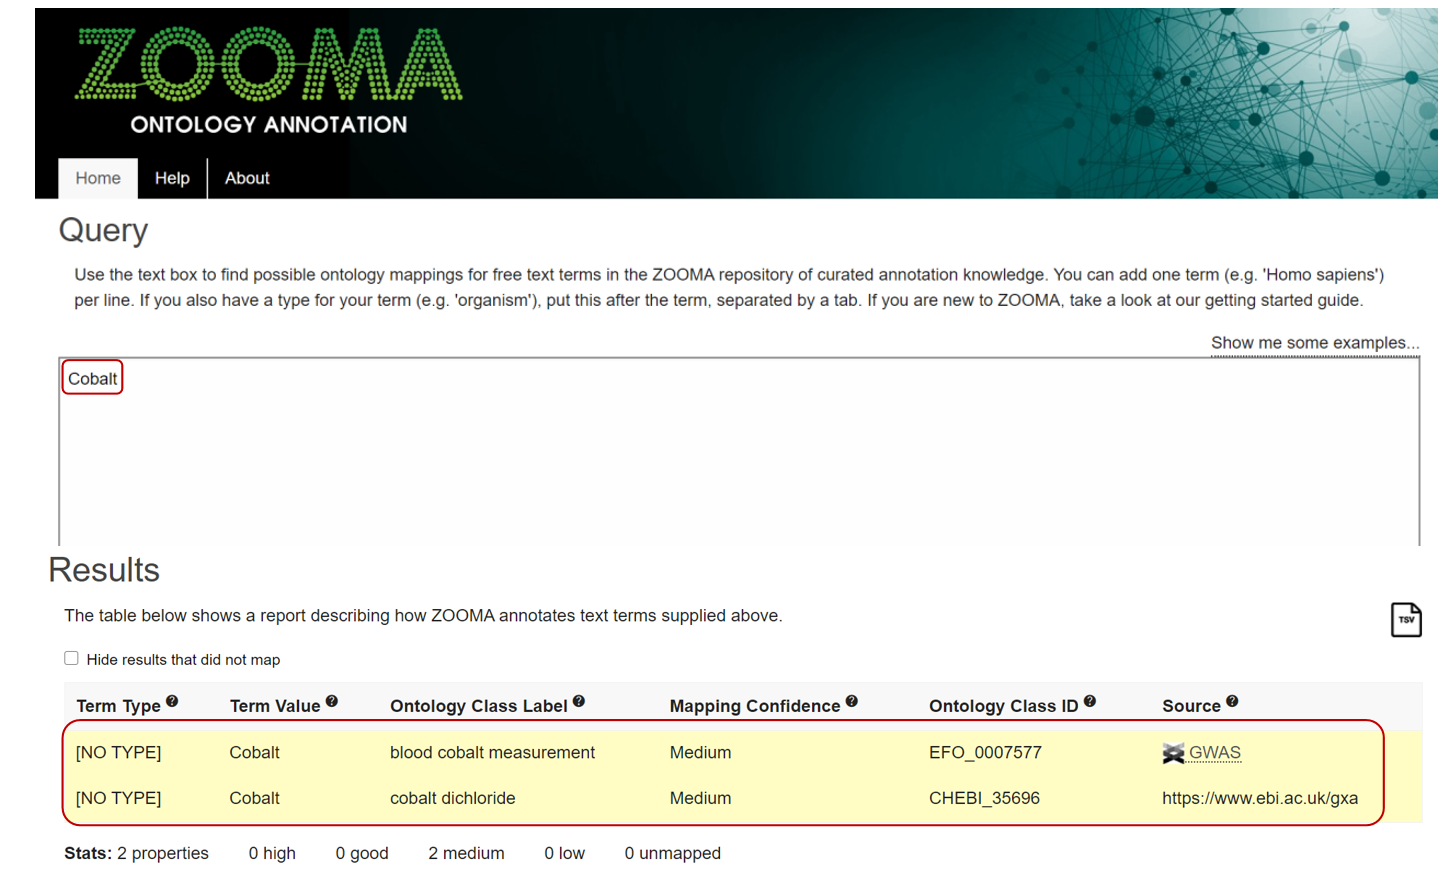 ZOOMA
ONTOLOGY ANNOTATION
Home Help About
Query
Use the text box to find possible ontology mappings for free text terms in the ZOOMA repository of curated annotation knowledge. You can add one term (e.g. 'Homo sapiens')
per line. If you also have a type for your term (e.g. 'organism'), put this after the term, separated by a tab. If you are new to ZOOMA, take a look at our getting started guide.
Show me some examples...
Cobalt
Results
The table below shows a report describing how ZOOMA annotates text terms supplied above.
TSV
Hide results that did not map
Term Type ? Term Value ? Ontology Class Label ? Mapping Confidence ? Ontology Class ID ? Source ?
[NO TYPE] Cobalt blood cobalt measurement Medium EFO_0007577 GWAS
[NO TYPE] Cobalt cobalt dichloride Medium CHEBI_35696 https://www.ebi.ac.uk/gxa
Stats: 2 properties 0 high 0 good 2 medium 0 low 0 unmapped